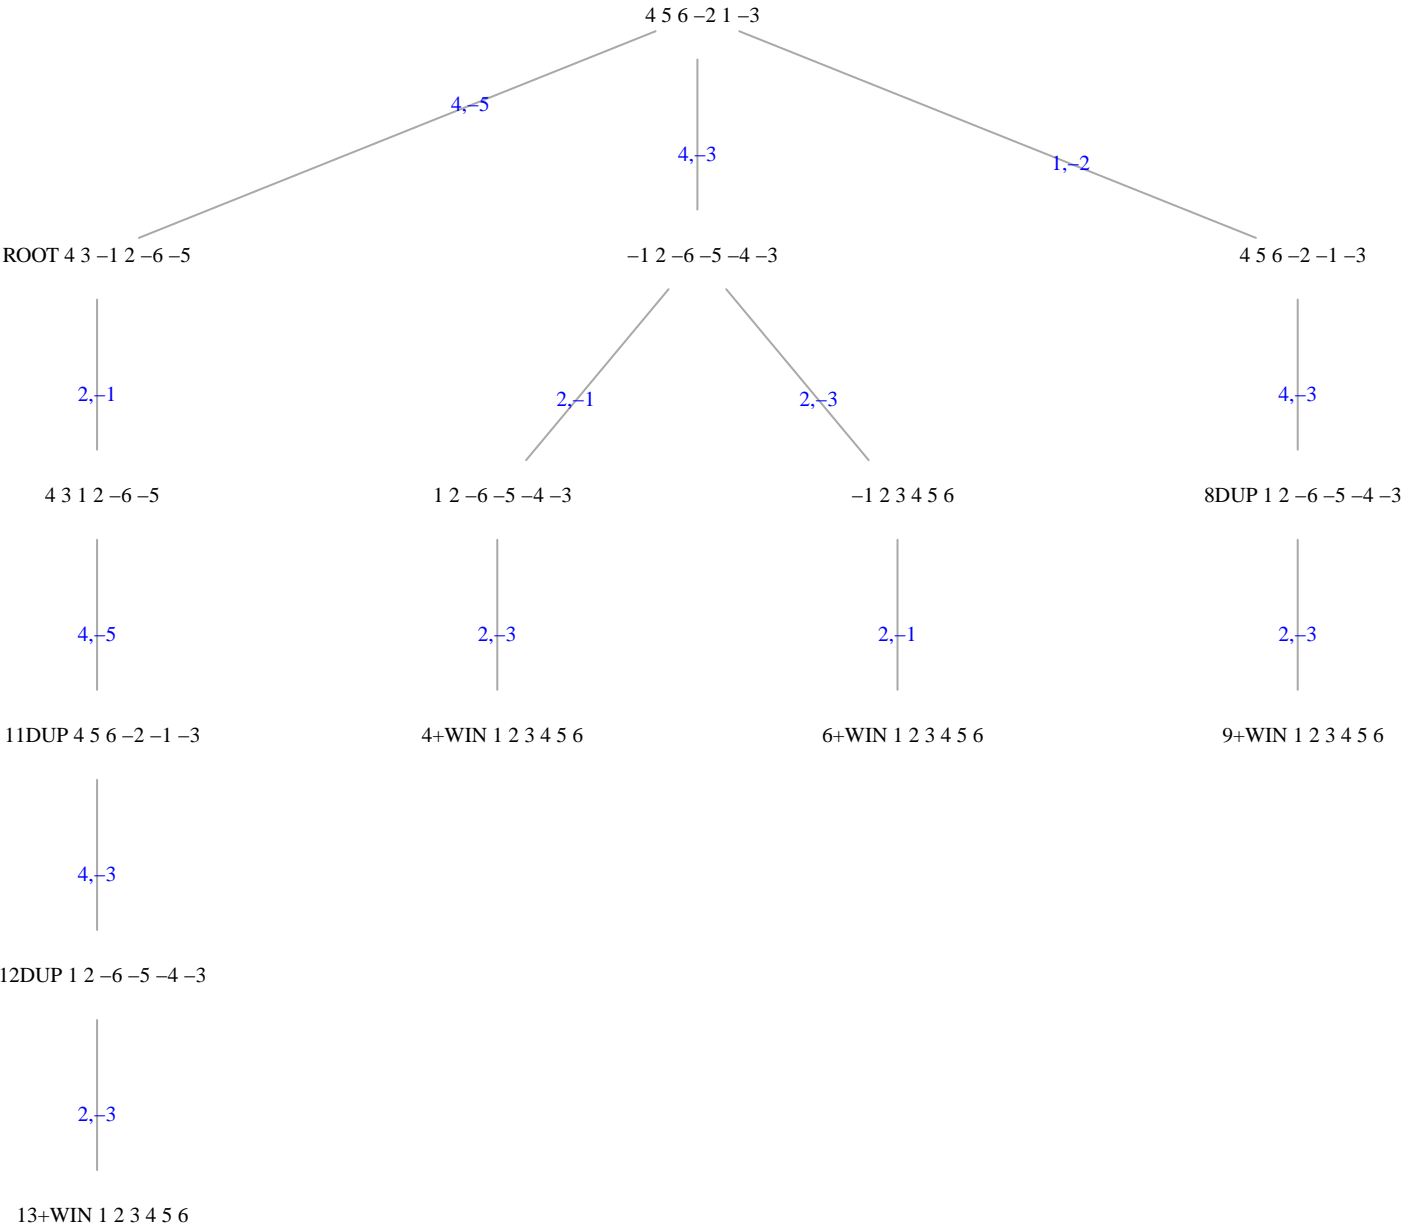 4 5 6 –2 1 –3
4,–5
4,–3
1,–2
ROOT 4 3 –1 2 –6 –5
–1 2 –6 –5 –4 –3
4 5 6 –2 –1 –3
2,–1
2,–1
2,–3
4,–3
4 3 1 2 –6 –5
1 2 –6 –5 –4 –3
–1 2 3 4 5 6
8DUP 1 2 –6 –5 –4 –3
4,–5
2,–3
2,–1
2,–3
11DUP 4 5 6 –2 –1 –3
4+WIN 1 2 3 4 5 6
6+WIN 1 2 3 4 5 6
9+WIN 1 2 3 4 5 6
4,–3
12DUP 1 2 –6 –5 –4 –3
2,–3
13+WIN 1 2 3 4 5 6